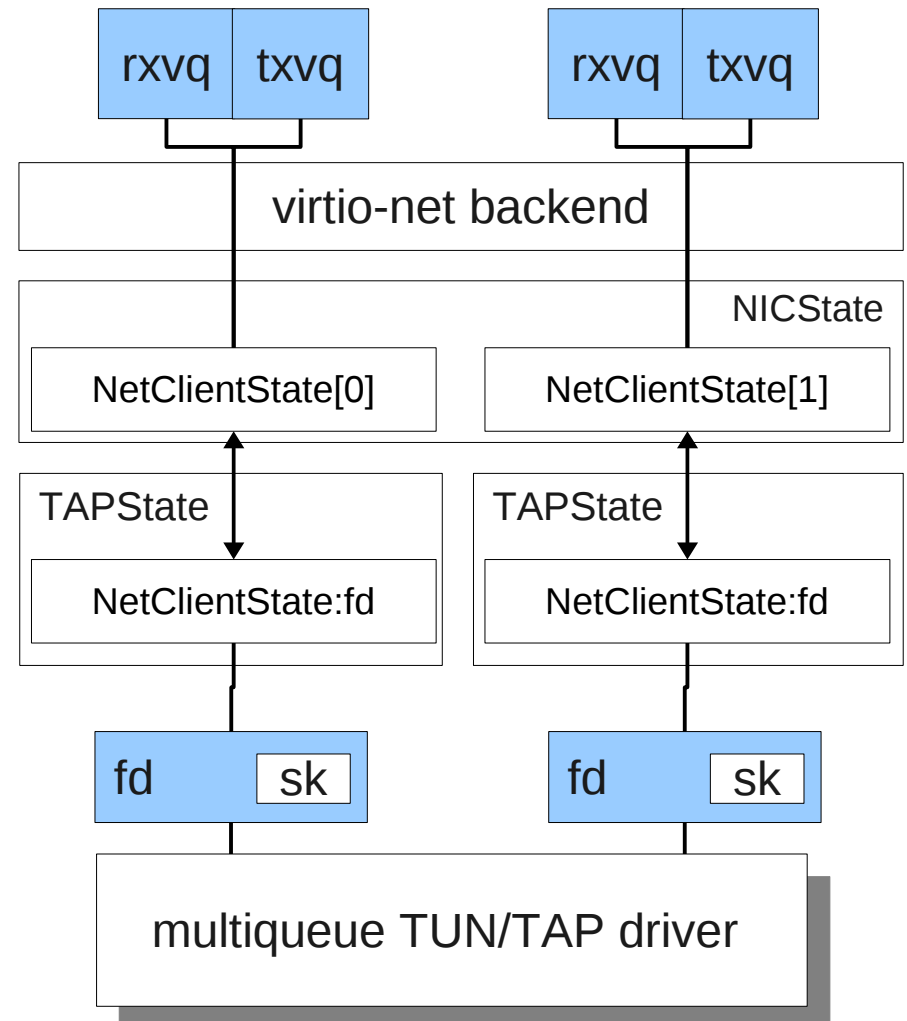 rxvq txvq rxvq txvq
virtio-net backend
NICState
NetClientState[0] NetClientState[1]
TAPState TAPState
NetClientState:fd NetClientState:fd
fd sk fd sk
multiqueue TUN/TAP driver